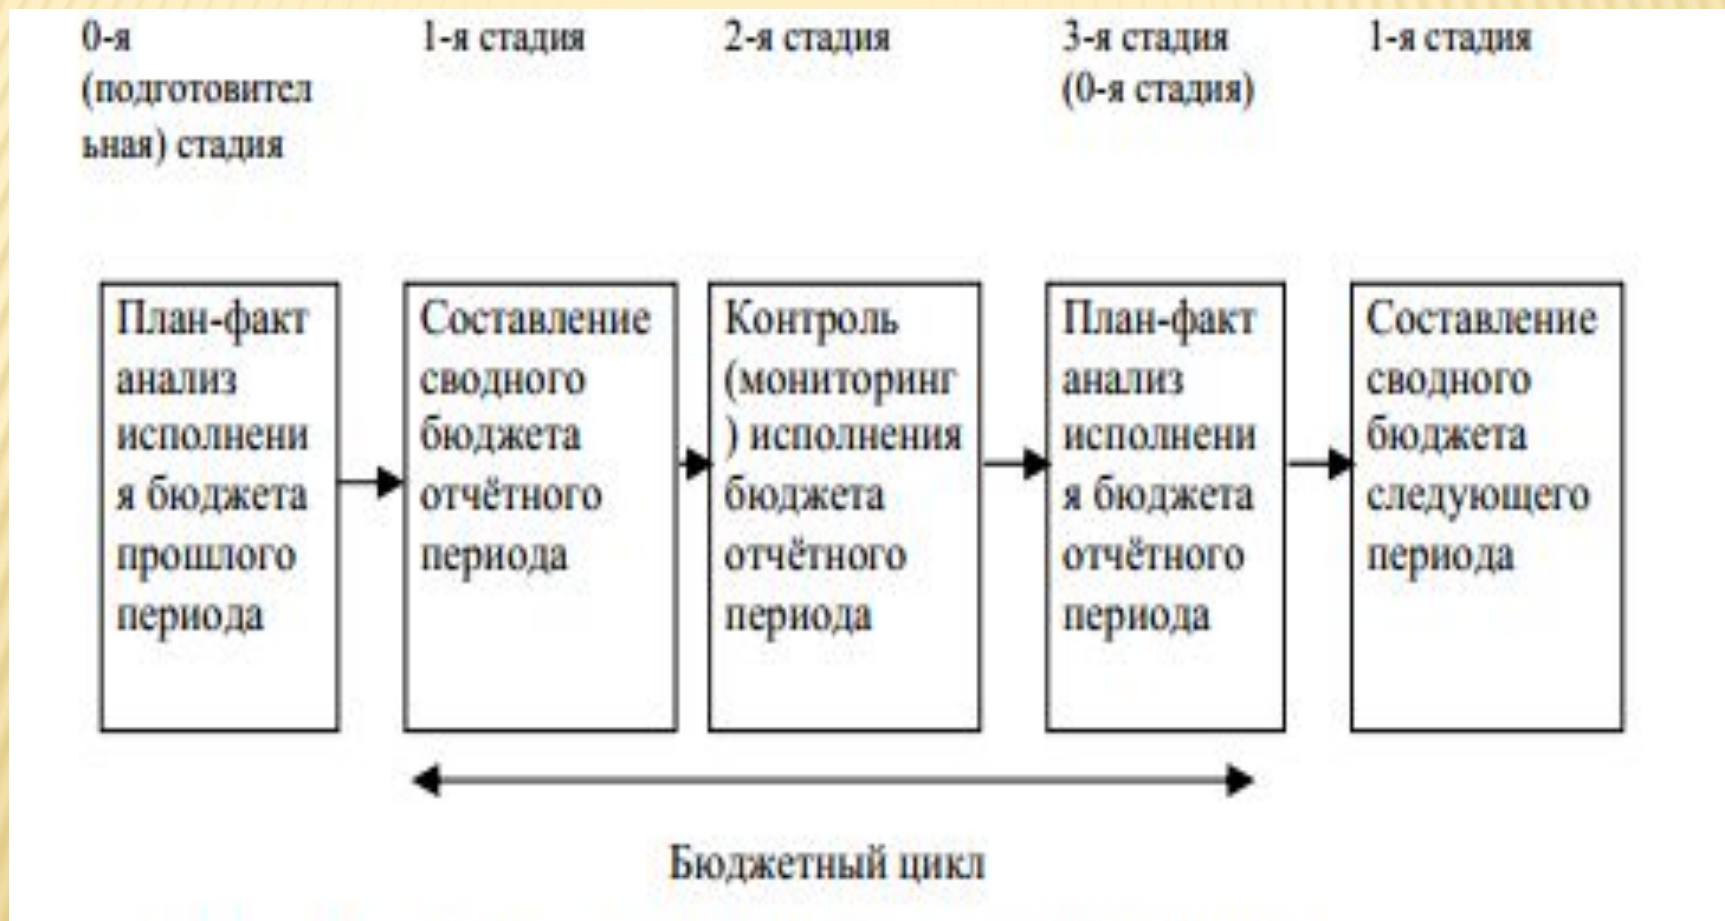 0-я
(подготовител
ьная) стадия
1-я стадия
2-я стадия
3-я стадия
(0-я стадия)
1-я стадия
План-факт
анализ
исполнени
я бюджета
прошлого
периода
Составление
сводного
бюджета
отчётного
периода
Контроль
(мониторинг
) исполнения
бюджета
отчётного
периода
План-факт
анализ
исполнени
я бюджета
отчётного
периода
Составление
сводного
бюджета
следующего
периода
Бюджетный цикл